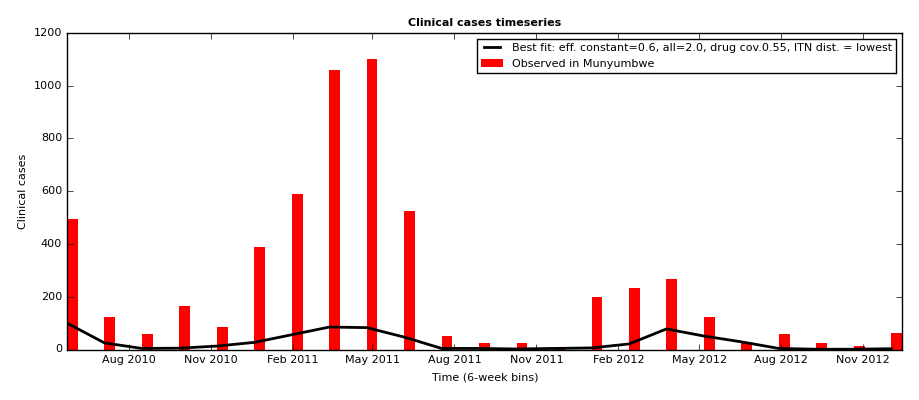 Clinical cases timeseries
1200
1000
800
600
400
200
0
Clinical cases
Best fit: eff. constant=0.6, all=2.0, drug cov.0.55, ITN dist. = lowest
Observed in Munyumbwe
Aug 2010 Nov 2010 Feb 2011 May 2011 Aug 2011 Nov 2011 Feb 2012 May 2012 Aug 2012 Nov 2012
Time (6-week bins)